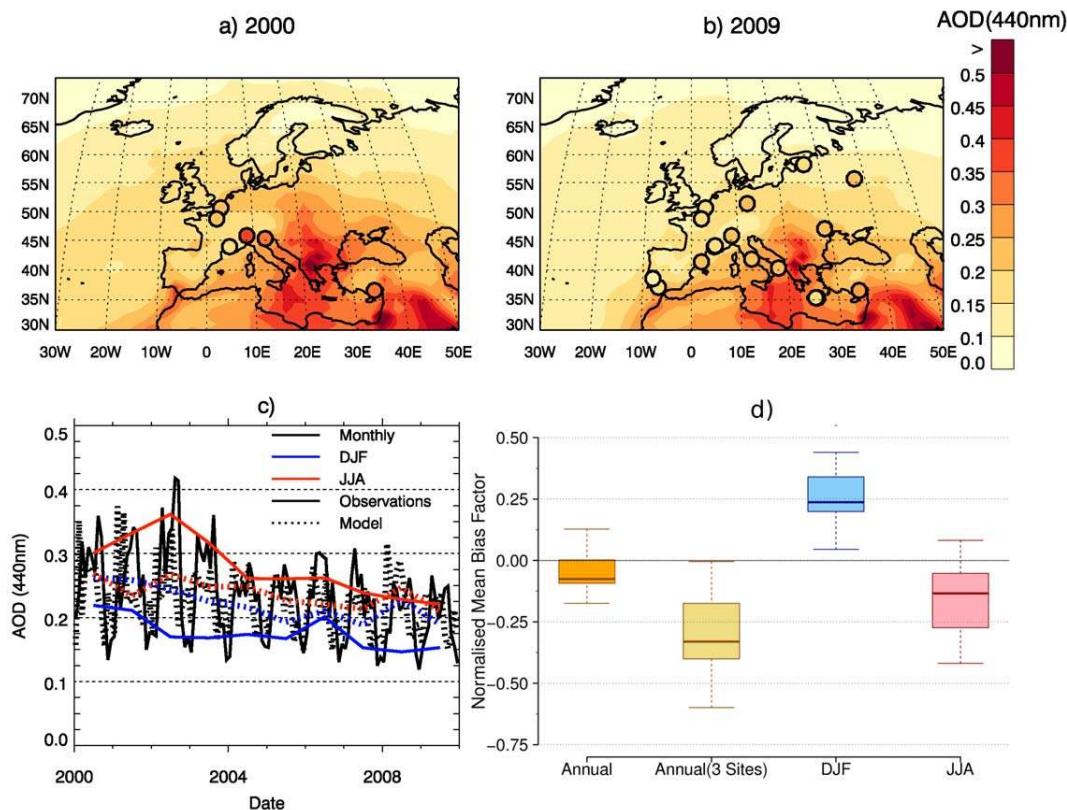 a) 2000
b) 2009
AOD(440nm)
>
0.5
0.45
0.4
0.35
0.3
0.25
0.2
0.15
0.1
0.0
70N
65N
60N
55N
50N
45N
40N
35N
30N
30W 20W 10W 0 10E 20E 30E 40E 50E
70N
65N
60N
55N
50N
45N
40N
35N
30N
30W 20W 10W 0 10E 20E 30E 40E 50E
c)
AOD (440nm)
0.5
0.4
0.3
0.2
0.1
0.0
Monthly
DJF
JJA
Observations
Model
2000 2004 2008
Date
d)
Normalised Mean Bias Factor
0.50
0.25
0.00
−0.25
−0.50
−0.75
Annual Annual(3 Sites) DJF JJA